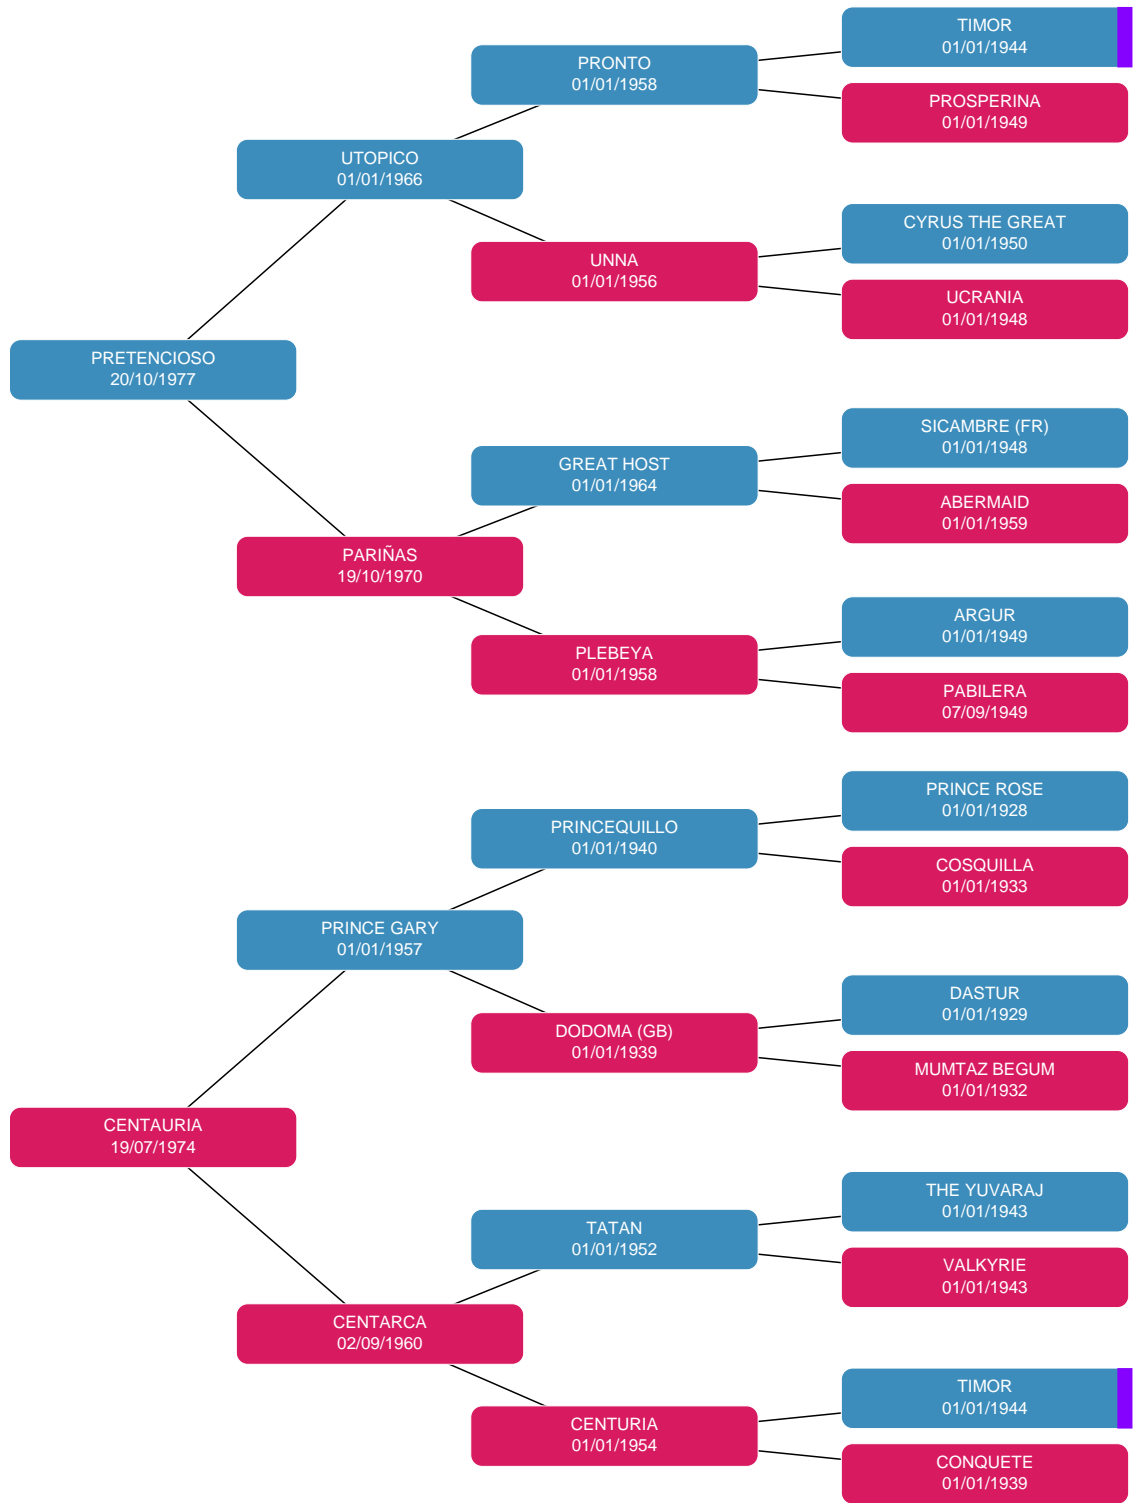 TIMOR
01/01/1944
PRONTO
01/01/1958
PROSPERINA
01/01/1949
UTOPICO
01/01/1966
CYRUS THE GREAT
01/01/1950
UNNA
01/01/1956
UCRANIA
01/01/1948
PRETENCIOSO
20/10/1977
SICAMBRE (FR)
01/01/1948
GREAT HOST
01/01/1964
ABERMAID
01/01/1959
PARIÑAS
19/10/1970
ARGUR
01/01/1949
PLEBEYA
01/01/1958
PABILERA
07/09/1949
PRINCE ROSE
01/01/1928
PRINCEQUILLO
01/01/1940
COSQUILLA
01/01/1933
PRINCE GARY
01/01/1957
DASTUR
01/01/1929
DODOMA (GB)
01/01/1939
MUMTAZ BEGUM
01/01/1932
CENTAURIA
19/07/1974
THE YUVARAJ
01/01/1943
TATAN
01/01/1952
VALKYRIE
01/01/1943
CENTARCA
02/09/1960
TIMOR
01/01/1944
CENTURIA
01/01/1954
CONQUETE
01/01/1939